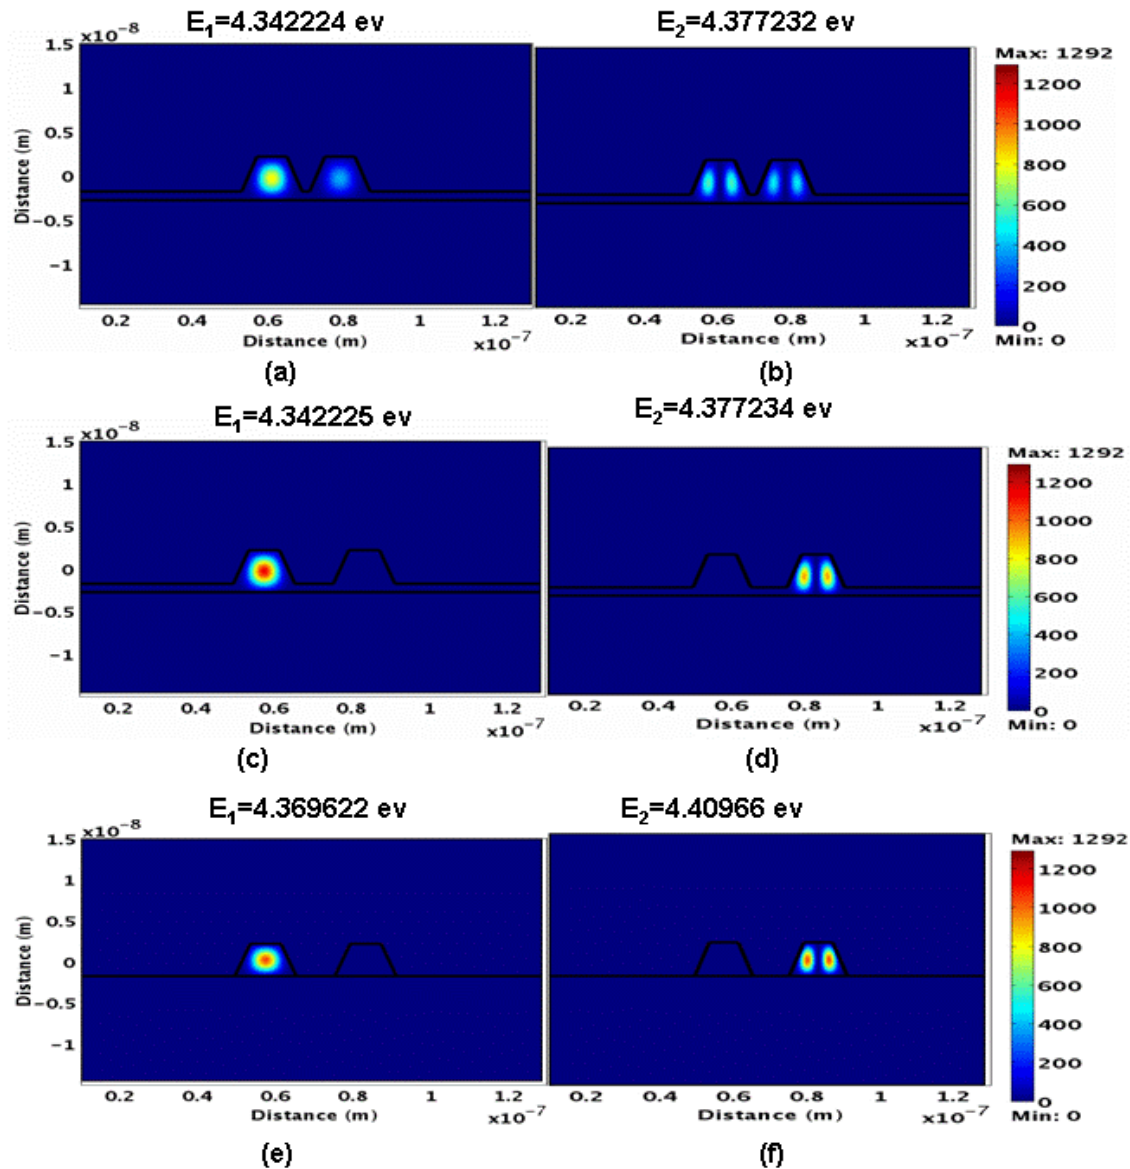 E1=4.342224 ev
E2=4.377232 ev
x10-8
Max: 1292
1.5
1
0.5
0
-0.5
-1
Distance (m)
1200
1000
800
600
400
200
0
Min: 0
0.2 0.4 0.6 0.8 1 1.2
Distance (m) x10-7
0.2 0.4 0.6 0.8 1 1.2
Distance (m) x10-7
(a)
(b)
E1=4.342225 ev
E2=4.377234 ev
x10-8
Max: 1292
1.5
1
0.5
0
-0.5
-1
Distance (m)
1200
1000
800
600
400
200
0
Min: 0
0.2 0.4 0.6 0.8 1 1.2
Distance (m) x10-7
0.2 0.4 0.6 0.8 1 1.2
Distance (m) x10-7
(c)
(d)
E1=4.369622 ev
E2=4.40966 ev
x10-8
Max: 1292
1.5
1
0.5
0
-0.5
-1
Distance (m)
1200
1000
800
600
400
200
0
Min: 0
0.2 0.4 0.6 0.8 1 1.2
Distance (m) x10-7
0.2 0.4 0.6 0.8 1 1.2
Distance (m) x10-7
(e)
(f)